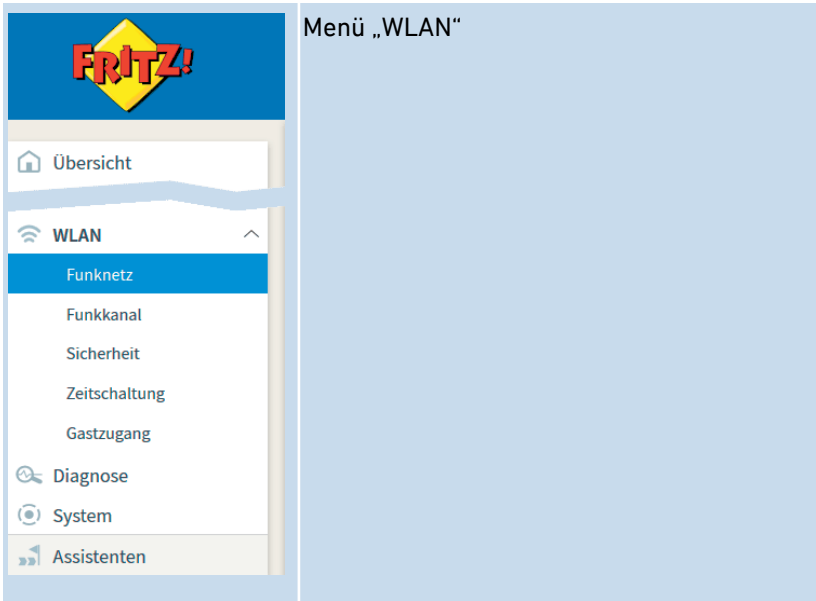 FRITZ!
Menü „WLAN“
Übersicht
WLAN
Funknetz
Funkkanal
Sicherheit
Zeitschaltung
Gastzugang
Diagnose
System
Assistenten